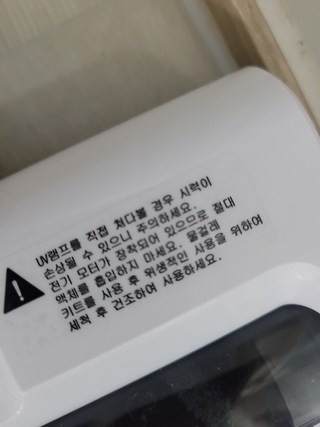 UV램프를 직접 쳐다볼 경우 시력이
손상될 수 있으니 주의하세요.
전기 모터가 장착되어 있으므로 절대
액체를 흡입하지 마세요. 물걸레
키트를 사용 후 위생적인 사용을 위하여
세척 후 건조하여 사용하세요.